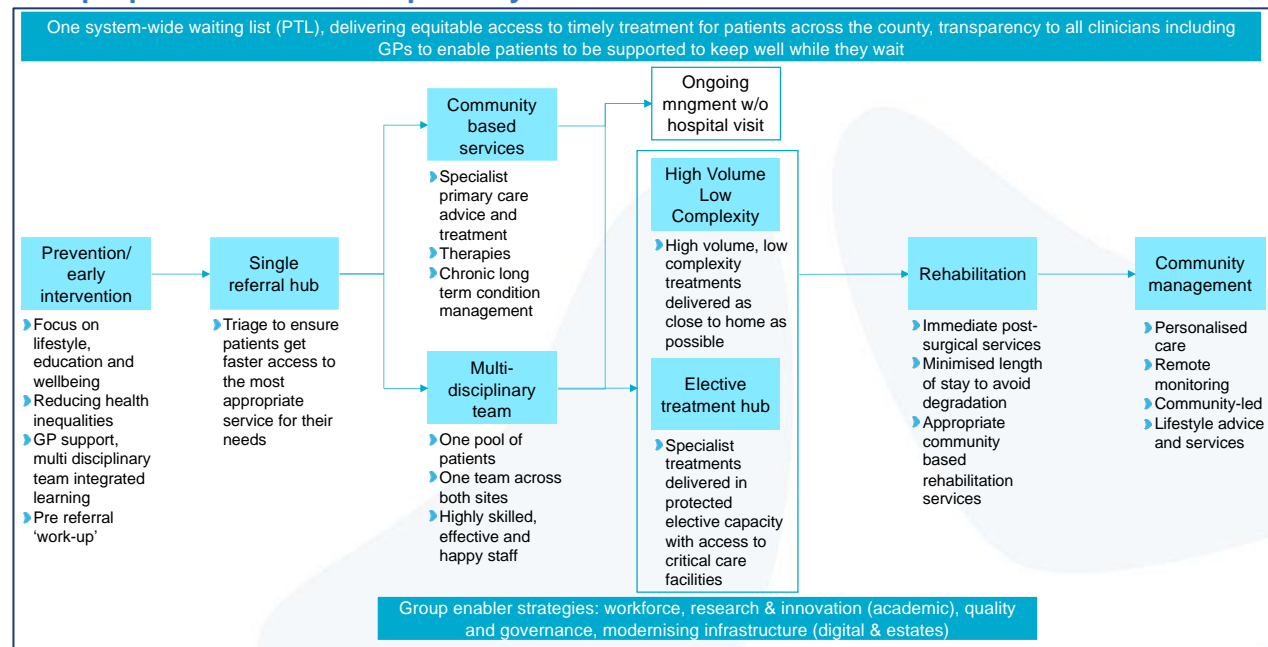 One system-wide waiting list (PTL), delivering equitable access to timely treatment for patients across the county, transparency to all clinicians including
GPs to enable patients to be supported to keep well while they wait
Prevention/
early
intervention
Focus on
lifestyle,
education and
wellbeing
Reducing health
inequalities
GP support,
multi disciplinary
team integrated
learning
Pre referral
‘work-up’
Single
referral hub
Triage to ensure
patients get
faster access to
the most
appropriate
service for their
needs
Community
based
services
Specialist
primary care
advice and
treatment
Therapies
Chronic long
term condition
management
Multi-
disciplinary
team
One pool of
patients
One team across
both sites
Highly skilled,
effective and
happy staff
Ongoing
mngment w/o
hospital visit
High Volume
Low
Complexity
High volume, low
complexity
treatments
delivered as
close to home as
possible
Elective
treatment hub
Specialist
treatments
delivered in
protected
elective capacity
with access to
critical care
facilities
Rehabilitation
Immediate post-
surgical services
Minimised length
of stay to avoid
degradation
Appropriate
community
based
rehabilitation
services
Community
management
Personalised
care
Remote
monitoring
Community-led
Lifestyle advice
and services
Group enabler strategies: workforce, research & innovation (academic), quality
and governance, modernising infrastructure (digital & estates)